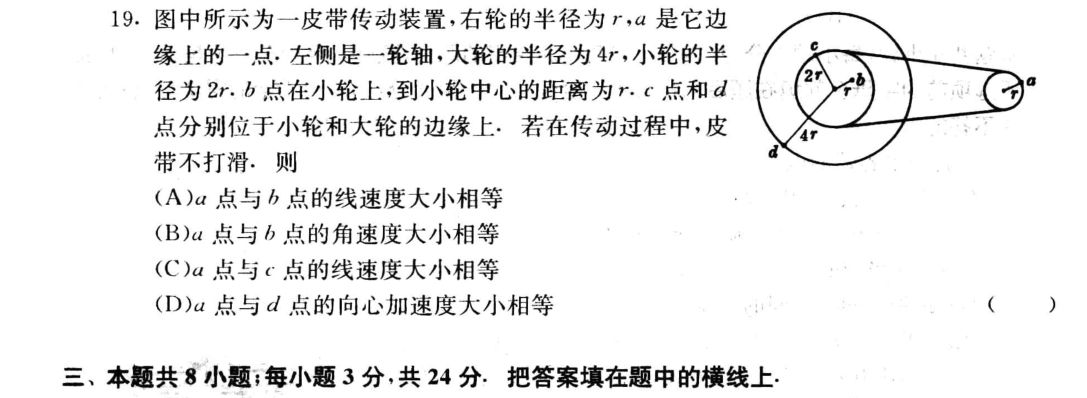 19. 图中所示为一皮带传动装置,右轮的半径为r,a是它边
缘上的一点.左侧是一轮轴,大轮的半径为4r,小轮的半
径为2r.b点在小轮上,到小轮中心的距离为r.c点和d
点分别位于小轮和大轮的边缘上. 若在传动过程中,皮
带不打滑. 则
(A)a点与b点的线速度大小相等
(B)a点与b点的角速度大小相等
(C)a点与c点的线速度大小相等
(D)a点与d点的向心加速度大小相等 ( )
c
2r
b
r
4r
d
a
r
三、本题共8小题;每小题3分,共24分. 把答案填在题中的横线上.